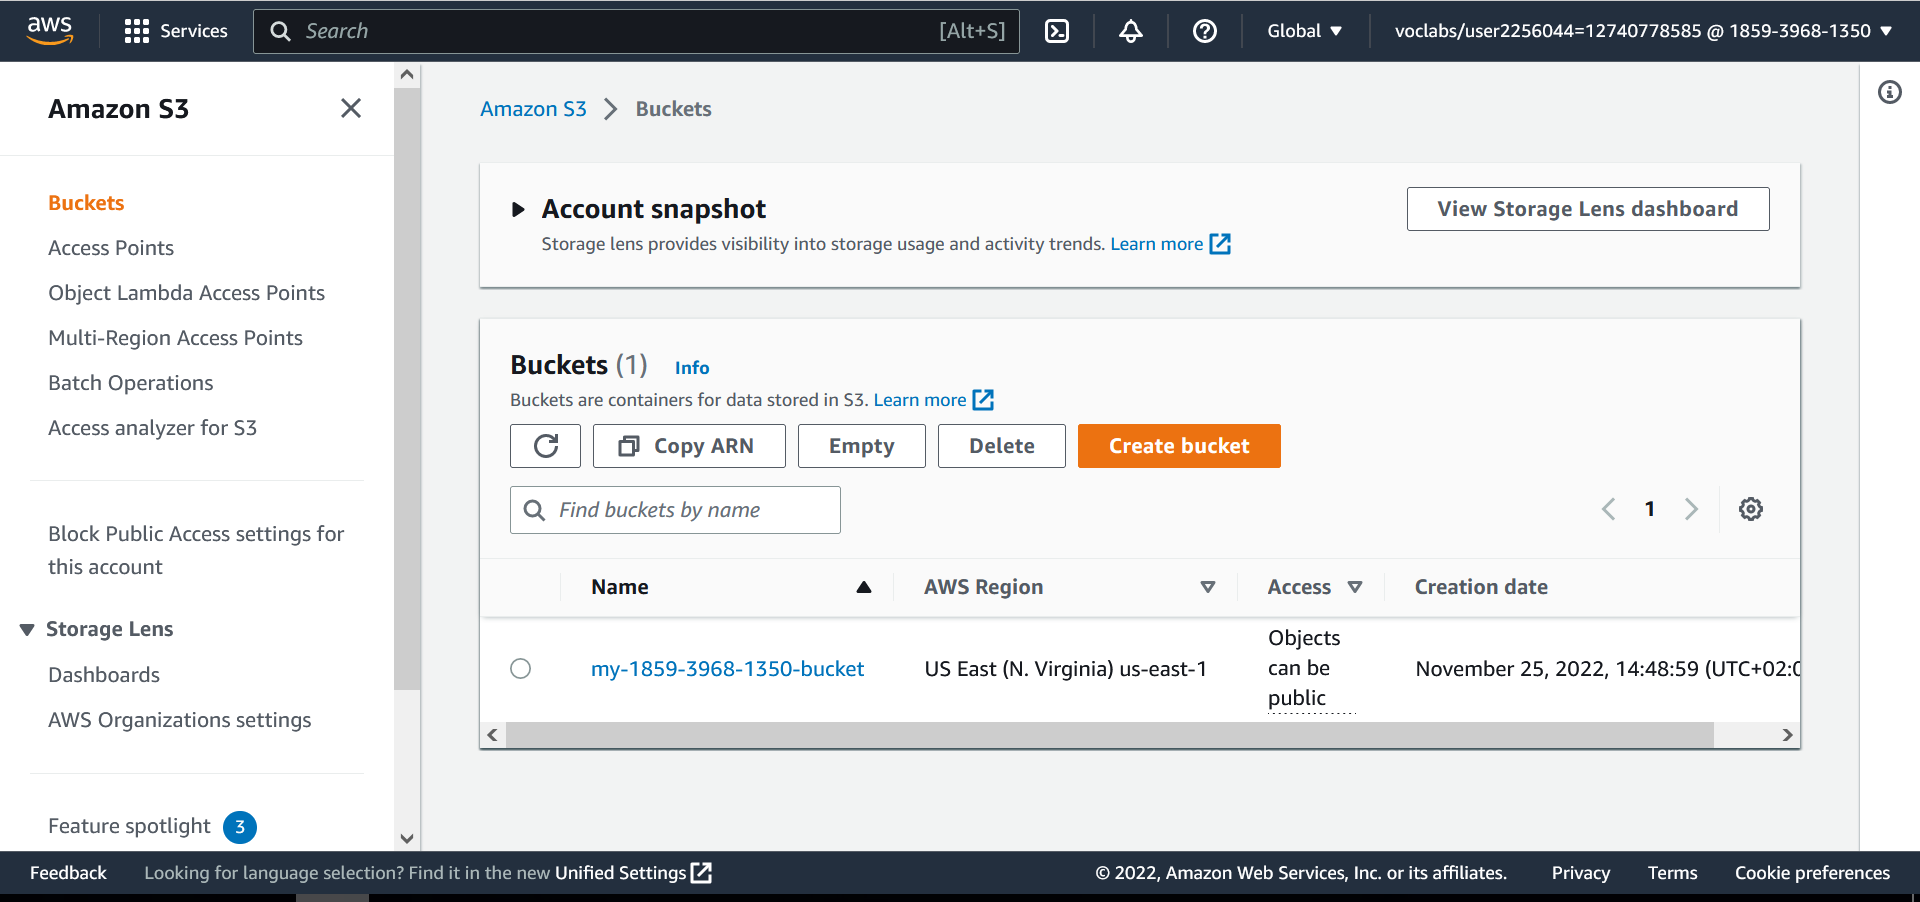 aws
Services
Search
[Alt+S]
Global
voclabs/user2256044=12740778585 @ 1859-3968-1350
Amazon S3
Buckets
Access Points
Object Lambda Access Points
Multi-Region Access Points
Batch Operations
Access analyzer for S3
Block Public Access settings for
this account
Storage Lens
Dashboards
AWS Organizations settings
Feature spotlight 3
Amazon S3 Buckets
Account snapshot
Storage lens provides visibility into storage usage and activity trends. Learn more
View Storage Lens dashboard
Buckets (1) Info
Buckets are containers for data stored in S3. Learn more
Copy ARN
Empty
Delete
Create bucket
Find buckets by name
1
Name
AWS Region
Access
Creation date
my-1859-3968-1350-bucket
US East (N. Virginia) us-east-1
Objects
can be
public
November 25, 2022, 14:48:59 (UTC+02:0
Feedback
Looking for language selection? Find it in the new Unified Settings
© 2022, Amazon Web Services, Inc. or its affiliates.
Privacy
Terms
Cookie preferences